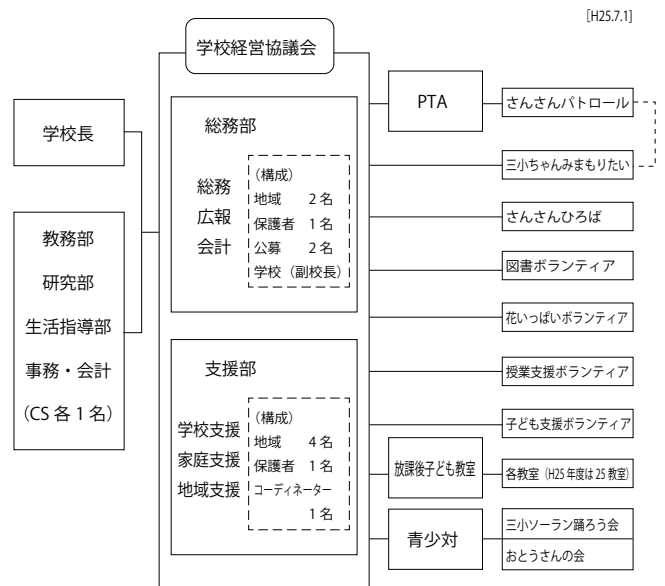 [H25.7.1]
学校経営協議会
学校長
教務部
研究部
生活指導部
事務・会計
(CS 各 1 名)
総務部
総務
広報
会計
(構成)
地域 2 名
保護者 1 名
公募 2 名
学校（副校長）
支援部
学校支援
家庭支援
地域支援
(構成)
地域 4 名
保護者 1 名
コーディネーター
1 名
PTA
さんさんパトロール
三小ちゃんみまもりたい
さんさんひろば
図書ボランティア
花いっぱいボランティア
授業支援ボランティア
子ども支援ボランティア
放課後子ども教室
各教室（H25 年度は 25 教室）
青少対
三小ソーラン踊ろう会
おとうさんの会